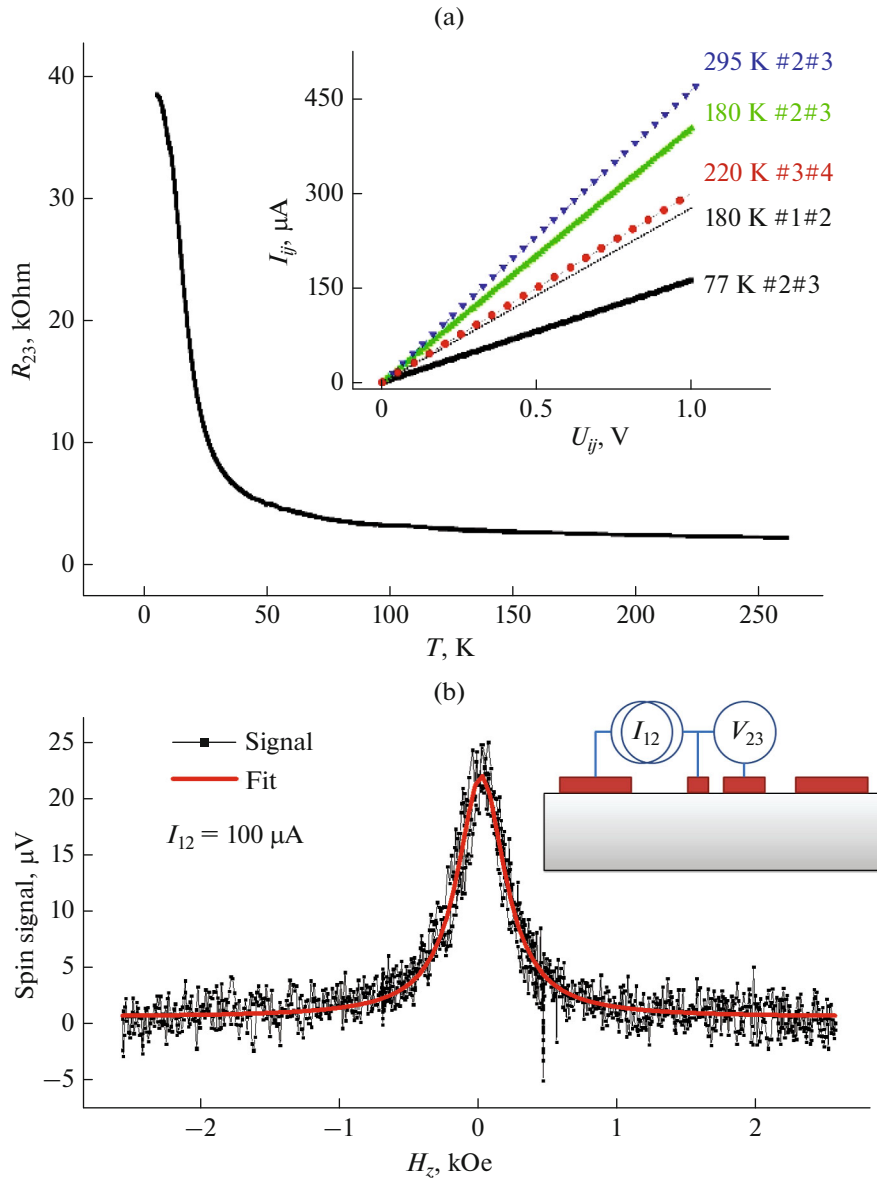 (a)
40
30
20
10
0
R23, kOhm
0
50
100
150
200
250
T, K
450
300
150
0
Iij, μA
0
0.5
1.0
Uij, V
295 K #2#3
180 K #2#3
220 K #3#4
180 K #1#2
77 K #2#3
(b)
25
20
15
10
5
0
−5
Spin signal, μV
Signal
Fit
I12 = 100 μA
I12
V23
−2
−1
0
1
2
Hz, kOe